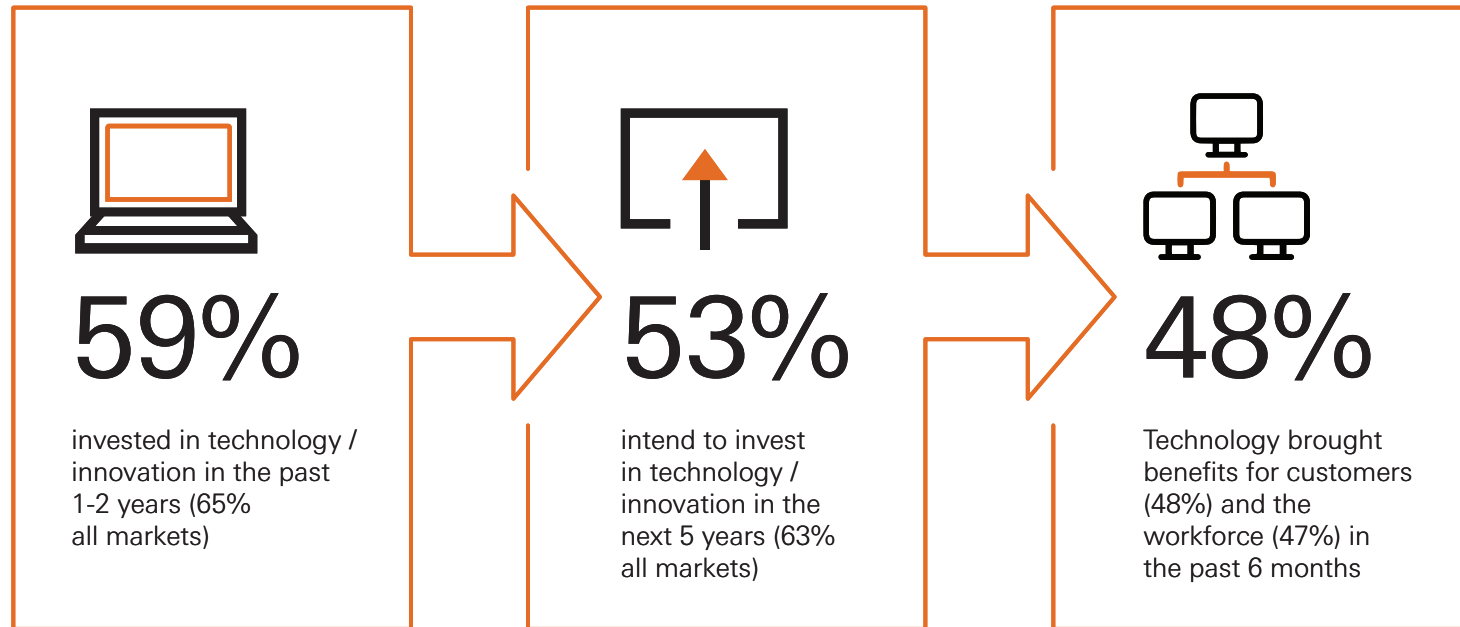 59%
invested in technology /
innovation in the past
1-2 years (65%
all markets)
53%
intend to invest
in technology /
innovation in the
next 5 years (63%
all markets)
48%
Technology brought
benefits for customers
(48%) and the
workforce (47%) in
the past 6 months